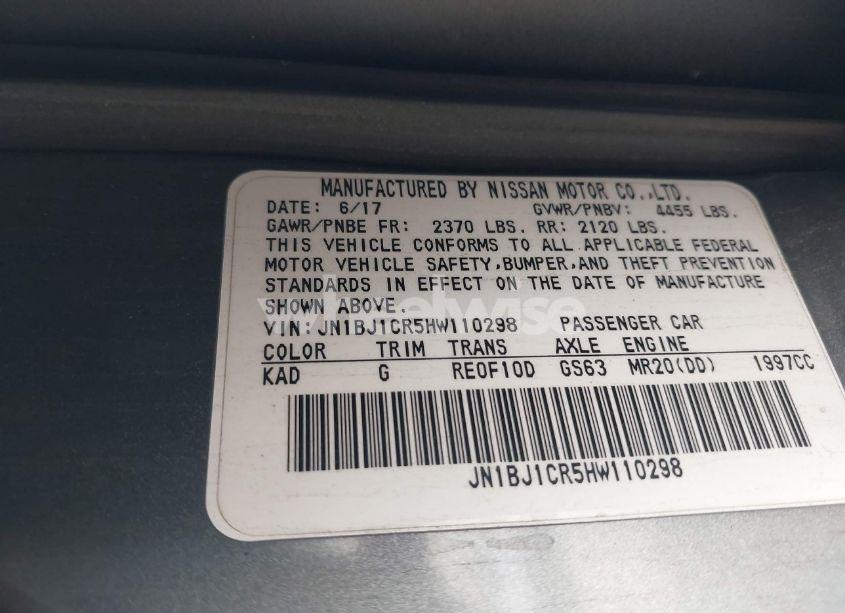 MANUFACTURED BY NISSAN MOTOR CO.,LTD.
DATE: 6/17 GVWR/PNBV: 4455 LBS.
GAWR/PNBE FR: 2370 LBS. RR: 2120 LBS.
THIS VEHICLE CONFORMS TO ALL APPLICABLE FEDERAL
MOTOR VEHICLE SAFETY,BUMPER,AND THEFT PREVENTION
STANDARDS IN EFFECT ON THE DATE OF MANUFACTURE
SHOWN ABOVE.
VIN:JN1BJ1CR5HW110298 PASSENGER CAR
COLOR TRIM TRANS AXLE ENGINE
KAD G RE0F10D GS63 MR20(DD) 1997CC
JN1BJ1CR5HW110298